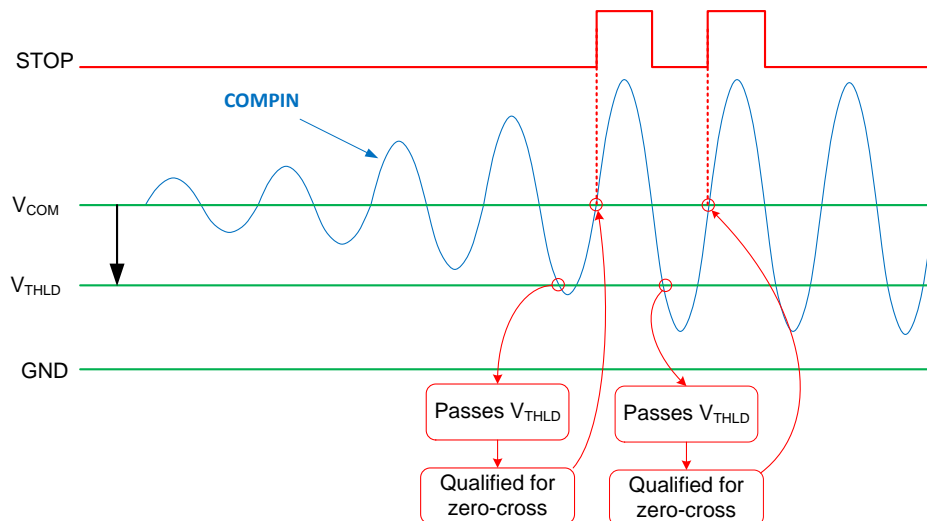 STOP
COMPIN
VCOM
VTHLD
GND
Passes VTHLD
Passes VTHLD
Qualified for
zero-cross
Qualified for
zero-cross